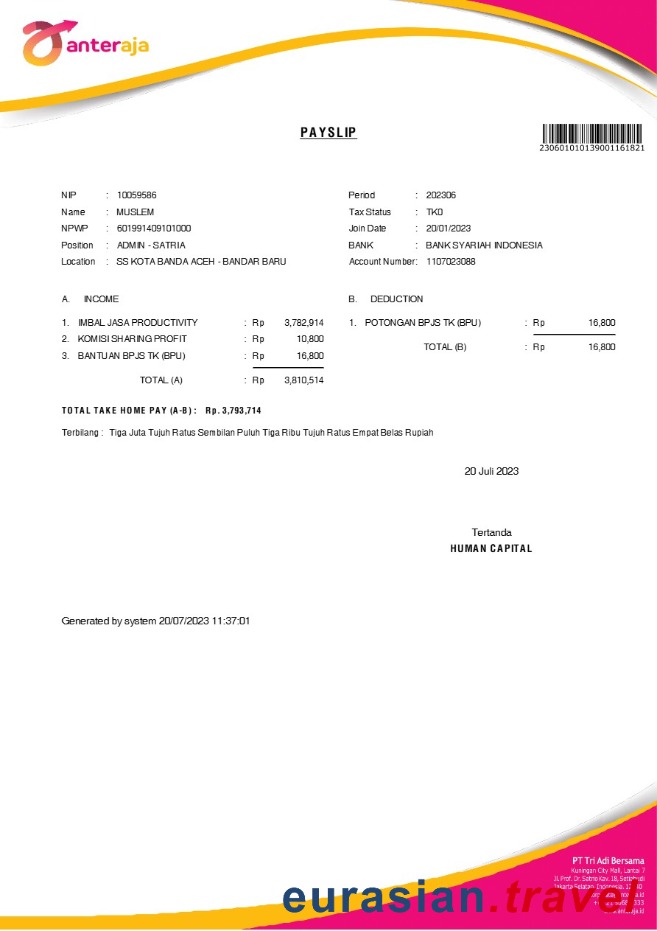 anteraja
PAYSLIP
230601010139001161821
NIP : 10059586 Period : 202306
Name : MUSLEM Tax Status : TK0
NPWP : 601991409101000 Join Date : 20/01/2023
Position : ADMIN - SATRIA BANK : BANK SYARIAH INDONESIA
Location : SS KOTA BANDA ACEH - BANDAR BARU Account Number : 1107023088
A. INCOME B. DEDUCTION
1. IMBAL JASA PRODUCTIVITY : Rp 3,782,914 1. POTONGAN BPJS TK (BPU) : Rp 16,800
2. KOMISI SHARING PROFIT : Rp 10,800
3. BANTUAN BPJS TK (BPU) : Rp 16,800 TOTAL (B) : Rp 16,800
TOTAL (A) : Rp 3,810,514
TOTAL TAKE HOME PAY (A-B) : Rp. 3,793,714
Terbilang : Tiga Juta Tujuh Ratus Sembilan Puluh Tiga Ribu Tujuh Ratus Empat Belas Rupiah
20 Juli 2023
Tertanda
HUMAN CAPITAL
Generated by system 20/07/2023 11:37:01
PT Tri Adi Bersama
Kuningan City Mall, Lantai 7
Jl. Prof. Dr. Satrio Kav. 18, Setiabudi
Jakarta Selatan, Indonesia,
eurasian.travel